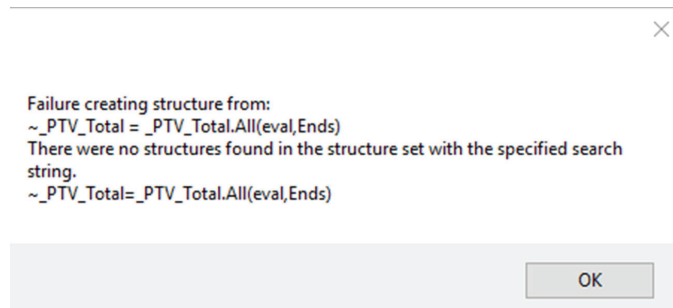 Failure creating structure from:
~_PTV_Total = _PTV_Total.All(eval,Ends)
There were no structures found in the structure set with the specified search
string.
~_PTV_Total=_PTV_Total.All(eval,Ends)
OK